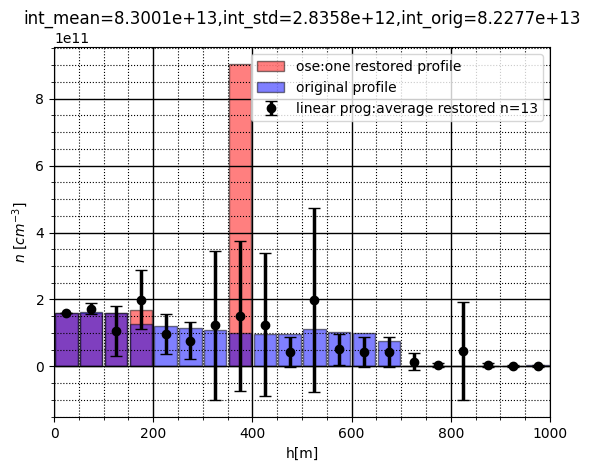 int_mean=8.3001e+13,int_std=2.8358e+12,int_orig=8.2277e+13
1e11
ose:one restored profile
original profile
linear prog:average restored n=13
8
6
4
2
0
n [cm⁻³]
0 200 400 600 800 1000
h[m]